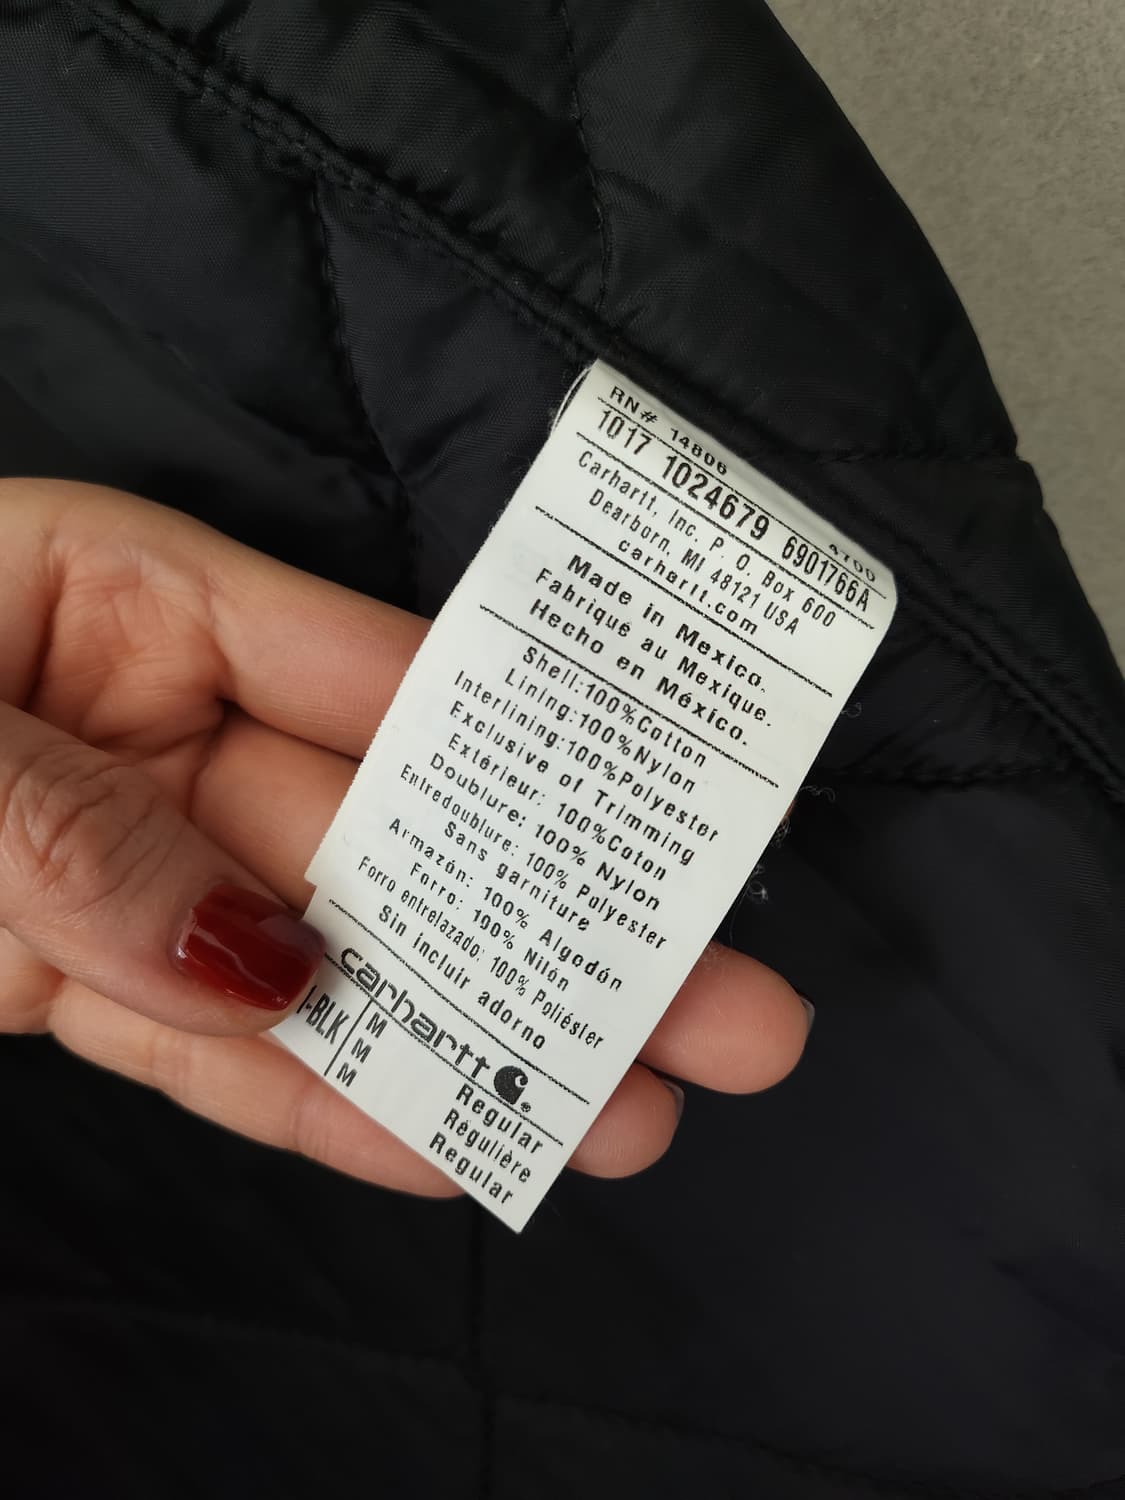 RN# 14806
4700
1017 1024679 6901766A
Carhartt, Inc. P. O. Box 600
Dearborn, MI 48121 USA
carhartt.com
Made in Mexico.
Fabriqué au Mexique.
Hecho en México.
Shell:100%Cotton
Lining:100%Nylon
Interlining:100%Polyester
Exclusive of Trimming
Extérieur: 100%Coton
Doublure: 100% Nylon
Entredoublure: 100% Polyester
Sans garniture
Armazón: 100% Algodón
Forro: 100% Nilón
Forro entrelazado: 100% Poliéster
Sin incluir adorno
carhartt
-BLK
M Regular
M Régulière
M Regular